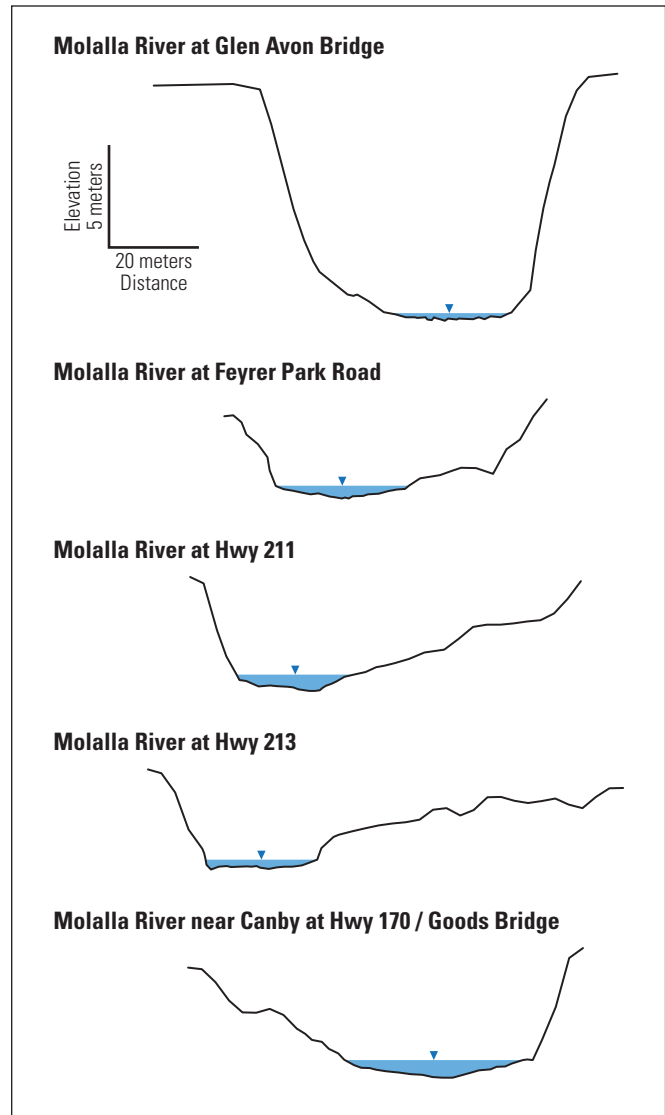 Molalla River at Glen Avon Bridge
Elevation
5 meters
20 meters
Distance
Molalla River at Feyrer Park Road
Molalla River at Hwy 211
Molalla River at Hwy 213
Molalla River near Canby at Hwy 170 / Goods Bridge